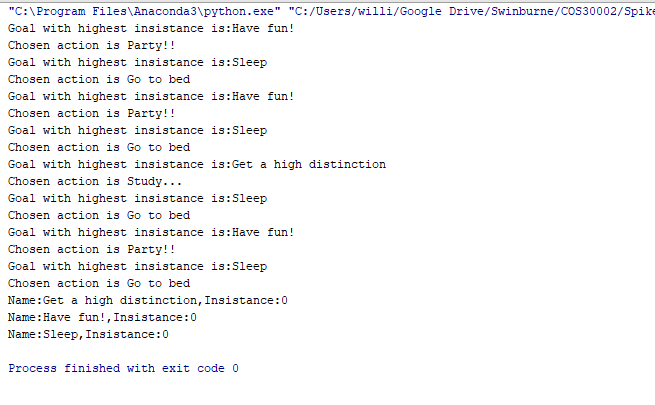 "C:\Program Files\Anaconda3\python.exe" "C:/Users/willi/Google Drive/Swinburne/COS30002/Spike
Goal with highest insistance is:Have fun!
Chosen action is Party!!
Goal with highest insistance is:Sleep
Chosen action is Go to bed
Goal with highest insistance is:Have fun!
Chosen action is Party!!
Goal with highest insistance is:Sleep
Chosen action is Go to bed
Goal with highest insistance is:Get a high distinction
Chosen action is Study...
Goal with highest insistance is:Sleep
Chosen action is Go to bed
Goal with highest insistance is:Have fun!
Chosen action is Party!!
Goal with highest insistance is:Sleep
Chosen action is Go to bed
Name:Get a high distinction,Insistance:0
Name:Have fun!,Insistance:0
Name:Sleep,Insistance:0
Process finished with exit code 0